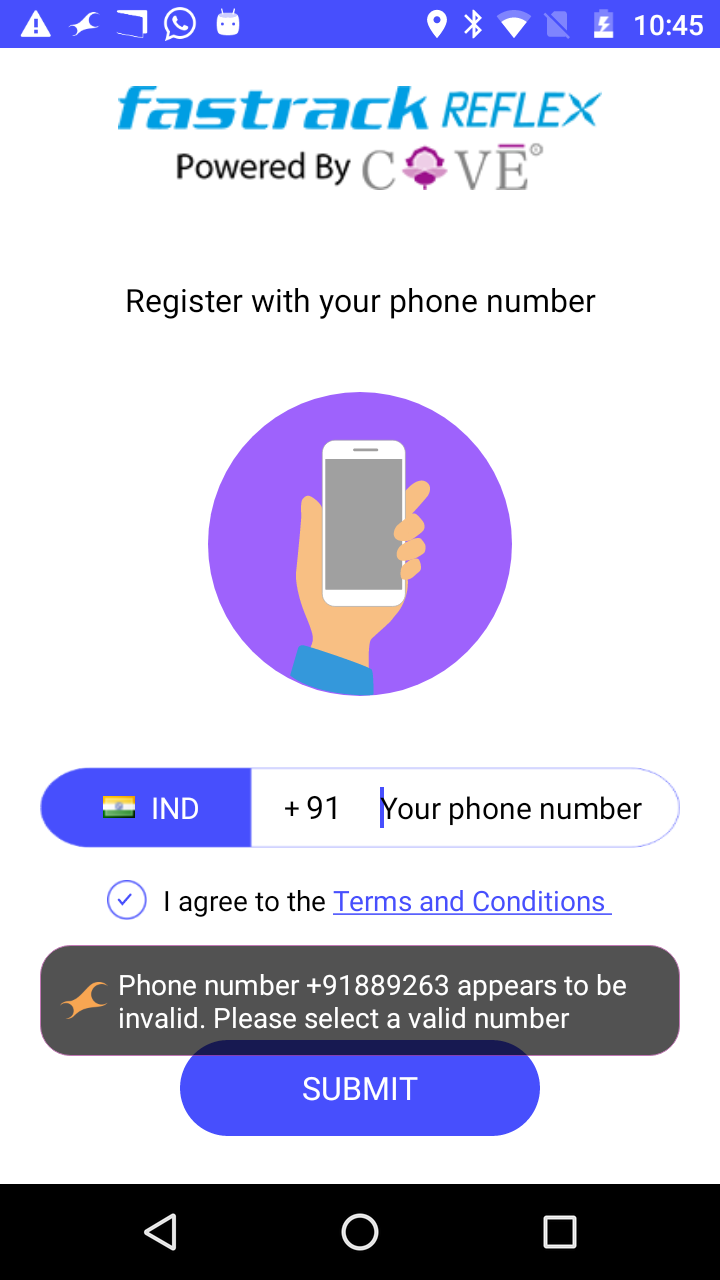 10:45
fastrack REFLEX
Powered By COVE®
Register with your phone number
IND + 91 Your phone number
I agree to the Terms and Conditions
Phone number +91889263 appears to be
invalid. Please select a valid number
SUBMIT